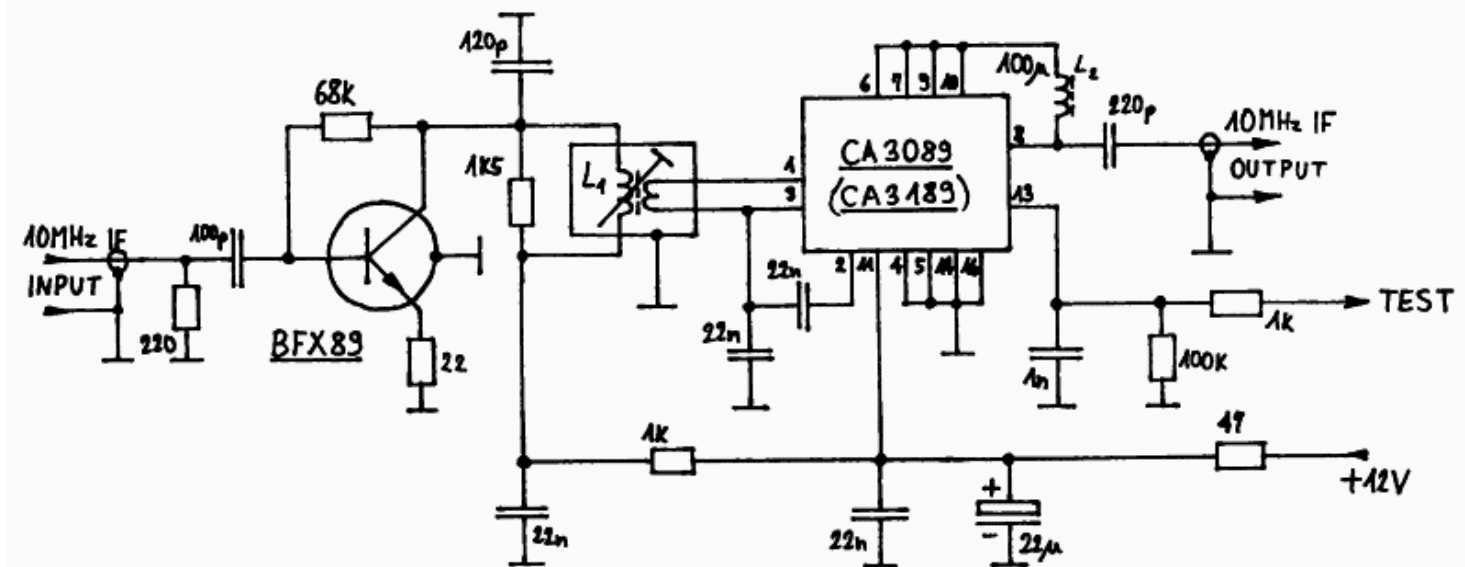 120p
68K
1K5
L1
10MHz IF
INPUT
100p
220
BFX89
22
6
7
9
10
100µ
L2
220p
10MHz IF
OUTPUT
1
3
CA3089
(CA3189)
8
13
2
11
4
5
14
16
22n
22n
1n
100K
1K
TEST
1K
47
+12V
22n
22n
+
-
22µ